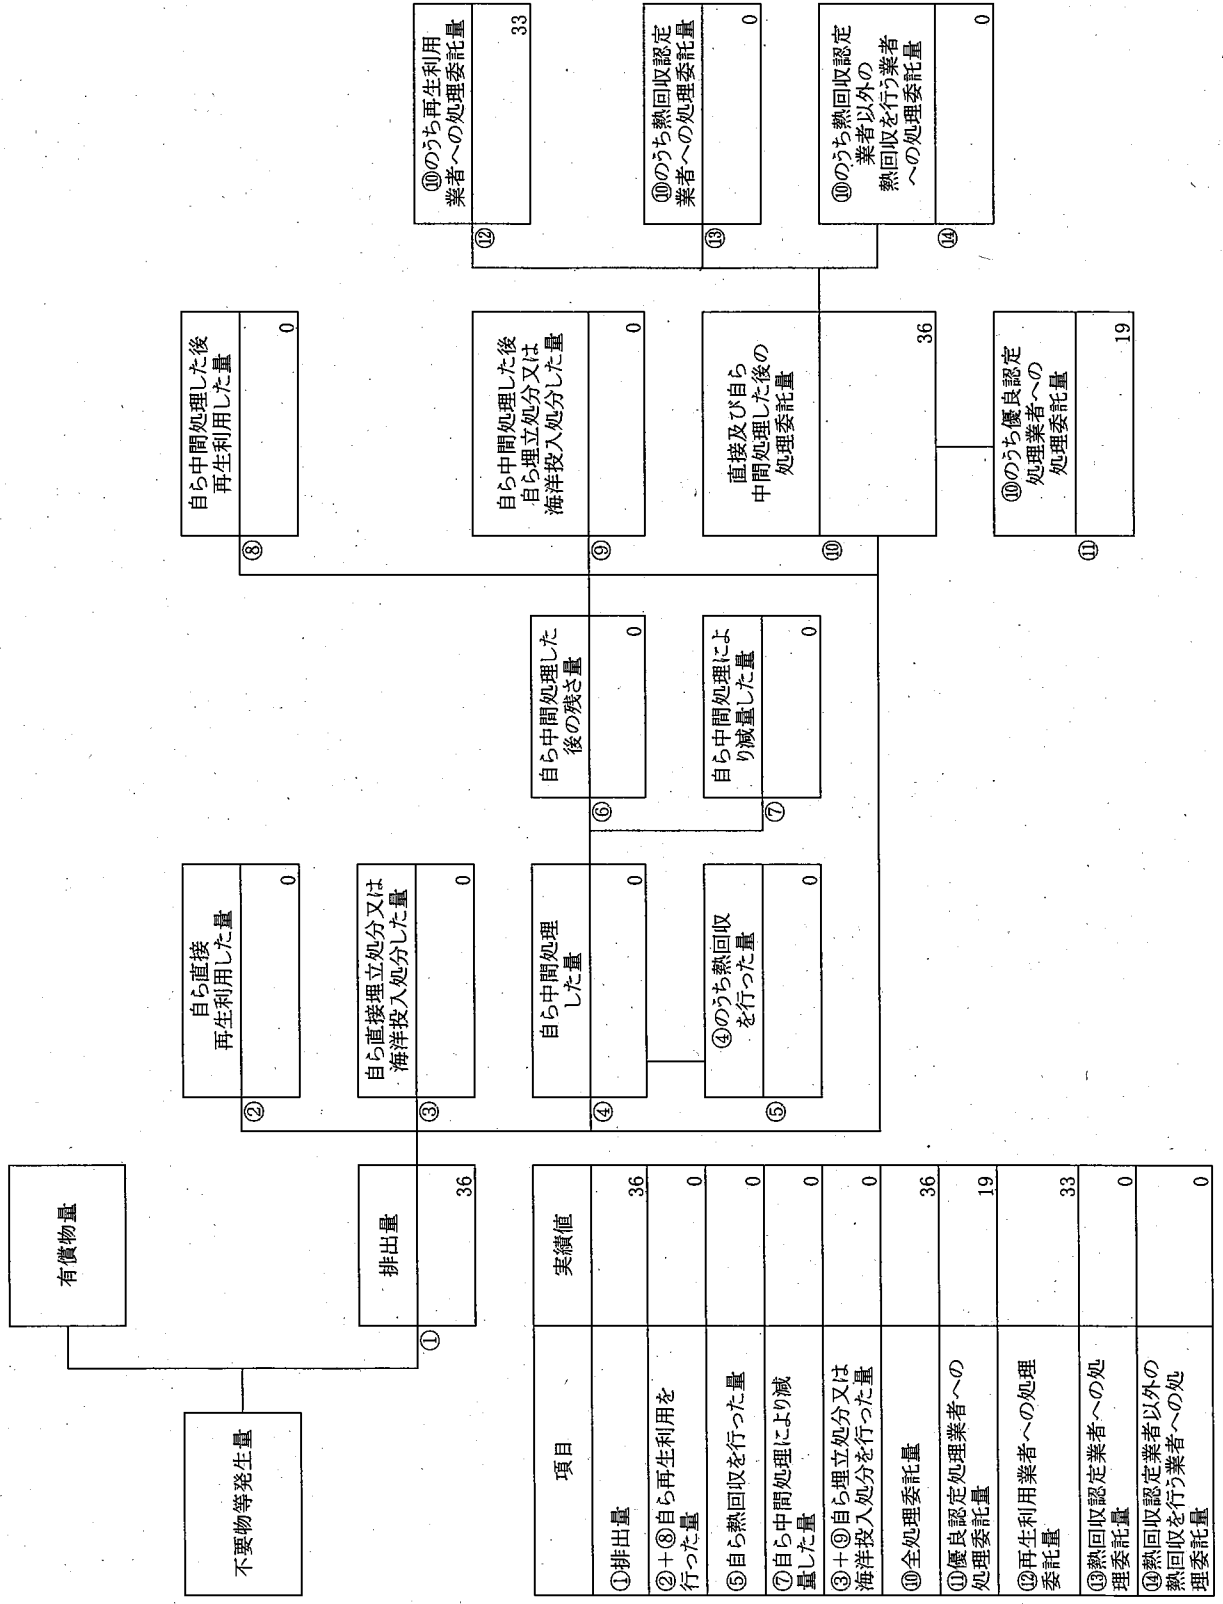 不要物等発生量
有償物量
①
排出量
36
②
自ら直接
再生利用した量
0
③
自ら直接埋立処分又は
海洋投入処分した量
0
④
自ら中間処理
した量
0
⑤
④のうち熱回収
を行った量
0
⑥
自ら中間処理した
後の残さ量
0
⑦
自ら中間処理によ
り減量した量
0
⑧
自ら中間処理した後
再生利用した量
0
⑨
自ら中間処理した後
自ら埋立処分又は
海洋投入処分した量
0
⑩
直接及び自ら
中間処理した後の
処理委託量
36
⑪
⑩のうち優良認定
処理業者への
処理委託量
19
⑫
⑩のうち再生利用
業者への処理委託量
33
⑬
⑩のうち熱回収認定
業者への処理委託量
0
⑭
⑩のうち熱回収認定
業者以外の
熱回収を行う業者
への処理委託量
0
項目 実績値
①排出量 36
②+⑧自ら再生利用を
行った量 0
⑤自ら熱回収を行った量 0
⑦自ら中間処理により減
量した量 0
③+⑨自ら埋立処分又は
海洋投入処分を行った量 0
⑩全処理委託量 36
⑪優良認定処理業者への
処理委託量 19
⑫再生利用業者への処理
委託量 33
⑬熱回収認定業者への処
理委託量 0
⑭熱回収認定業者以外の
熱回収を行う業者への処
理委託量 0